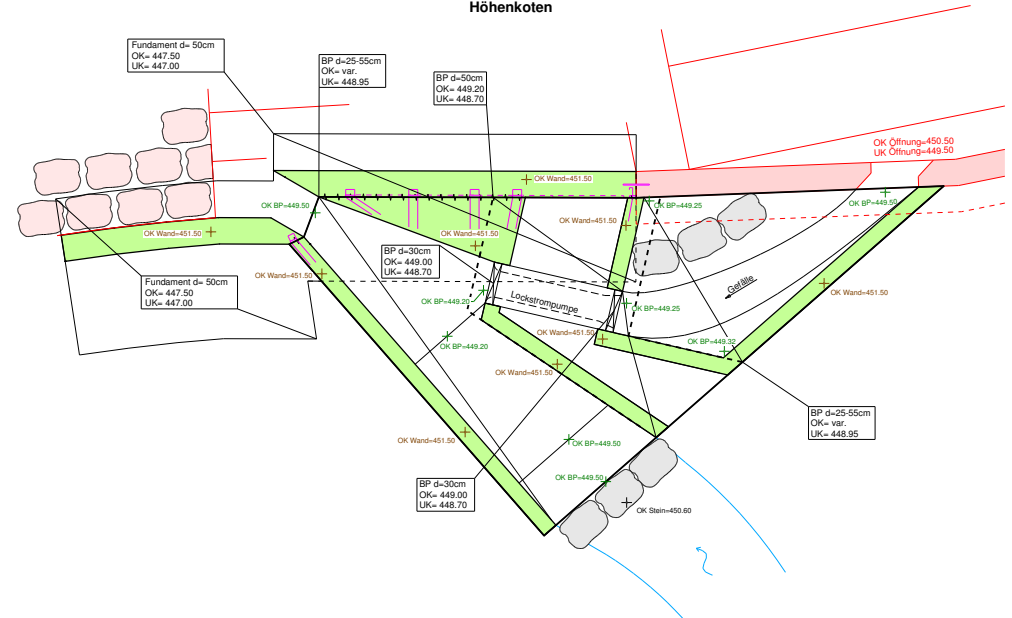 Höhenkoten
Fundament d= 50cm
OK= 447.50
UK= 447.00
BP d=25-55cm
OK= var.
UK= 448.95
BP d=50cm
OK= 449.20
UK= 448.70
OK Öffnung=450.50
UK Öffnung=449.50
OK Wand=451.50
OK BP=449.50
OK BP=449.25
OK BP=449.50
OK Wand=451.50
OK Wand=451.50
OK Wand=451.50
BP d=30cm
OK= 449.00
UK= 448.70
OK Wand=451.50
Fundament d= 50cm
OK= 447.50
UK= 447.00
Gefälle
OK Wand=451.50
OK BP=449.20
Lockstrompumpe
OK BP=449.25
OK Wand=451.50
OK BP=449.20
OK BP=449.32
OK Wand=451.50
BP d=25-55cm
OK= var.
UK= 448.95
OK Wand=451.50
OK BP=449.50
OK BP=449.50
BP d=30cm
OK= 449.00
UK= 448.70
OK Stein=450.60